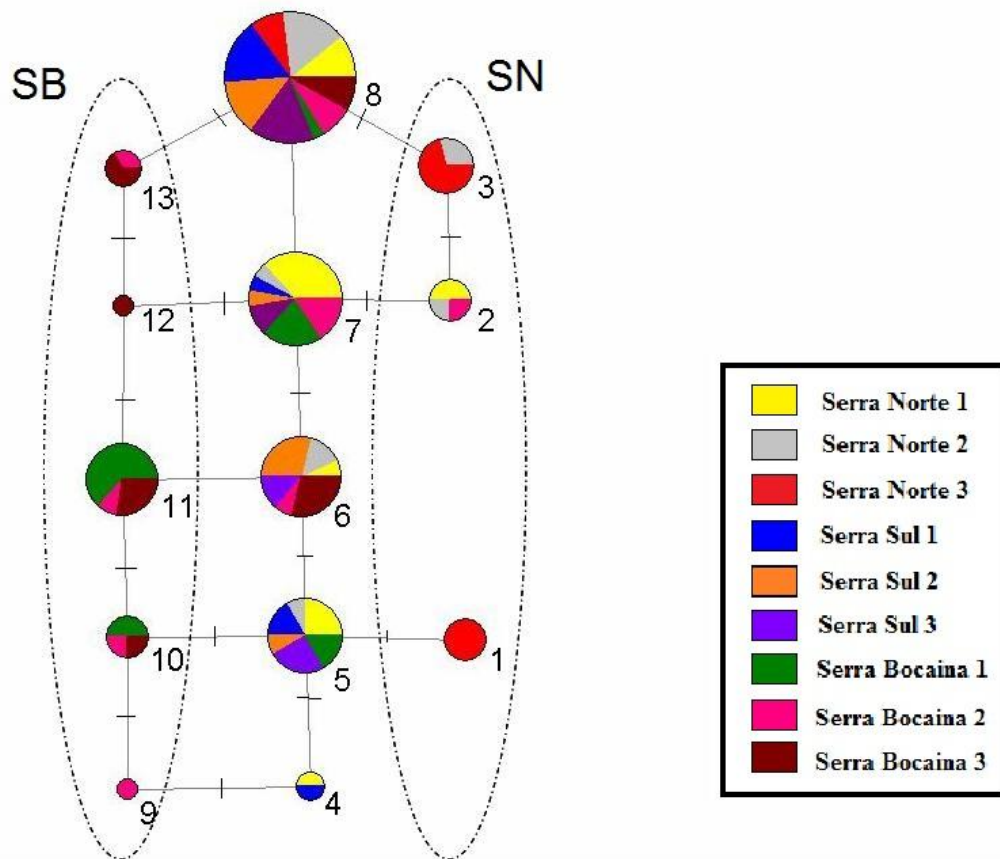 SB
SN
8
3
13
12
7
2
11
6
10
5
1
9
4
Serra Norte 1
Serra Norte 2
Serra Norte 3
Serra Sul 1
Serra Sul 2
Serra Sul 3
Serra Bocaina 1
Serra Bocaina 2
Serra Bocaina 3